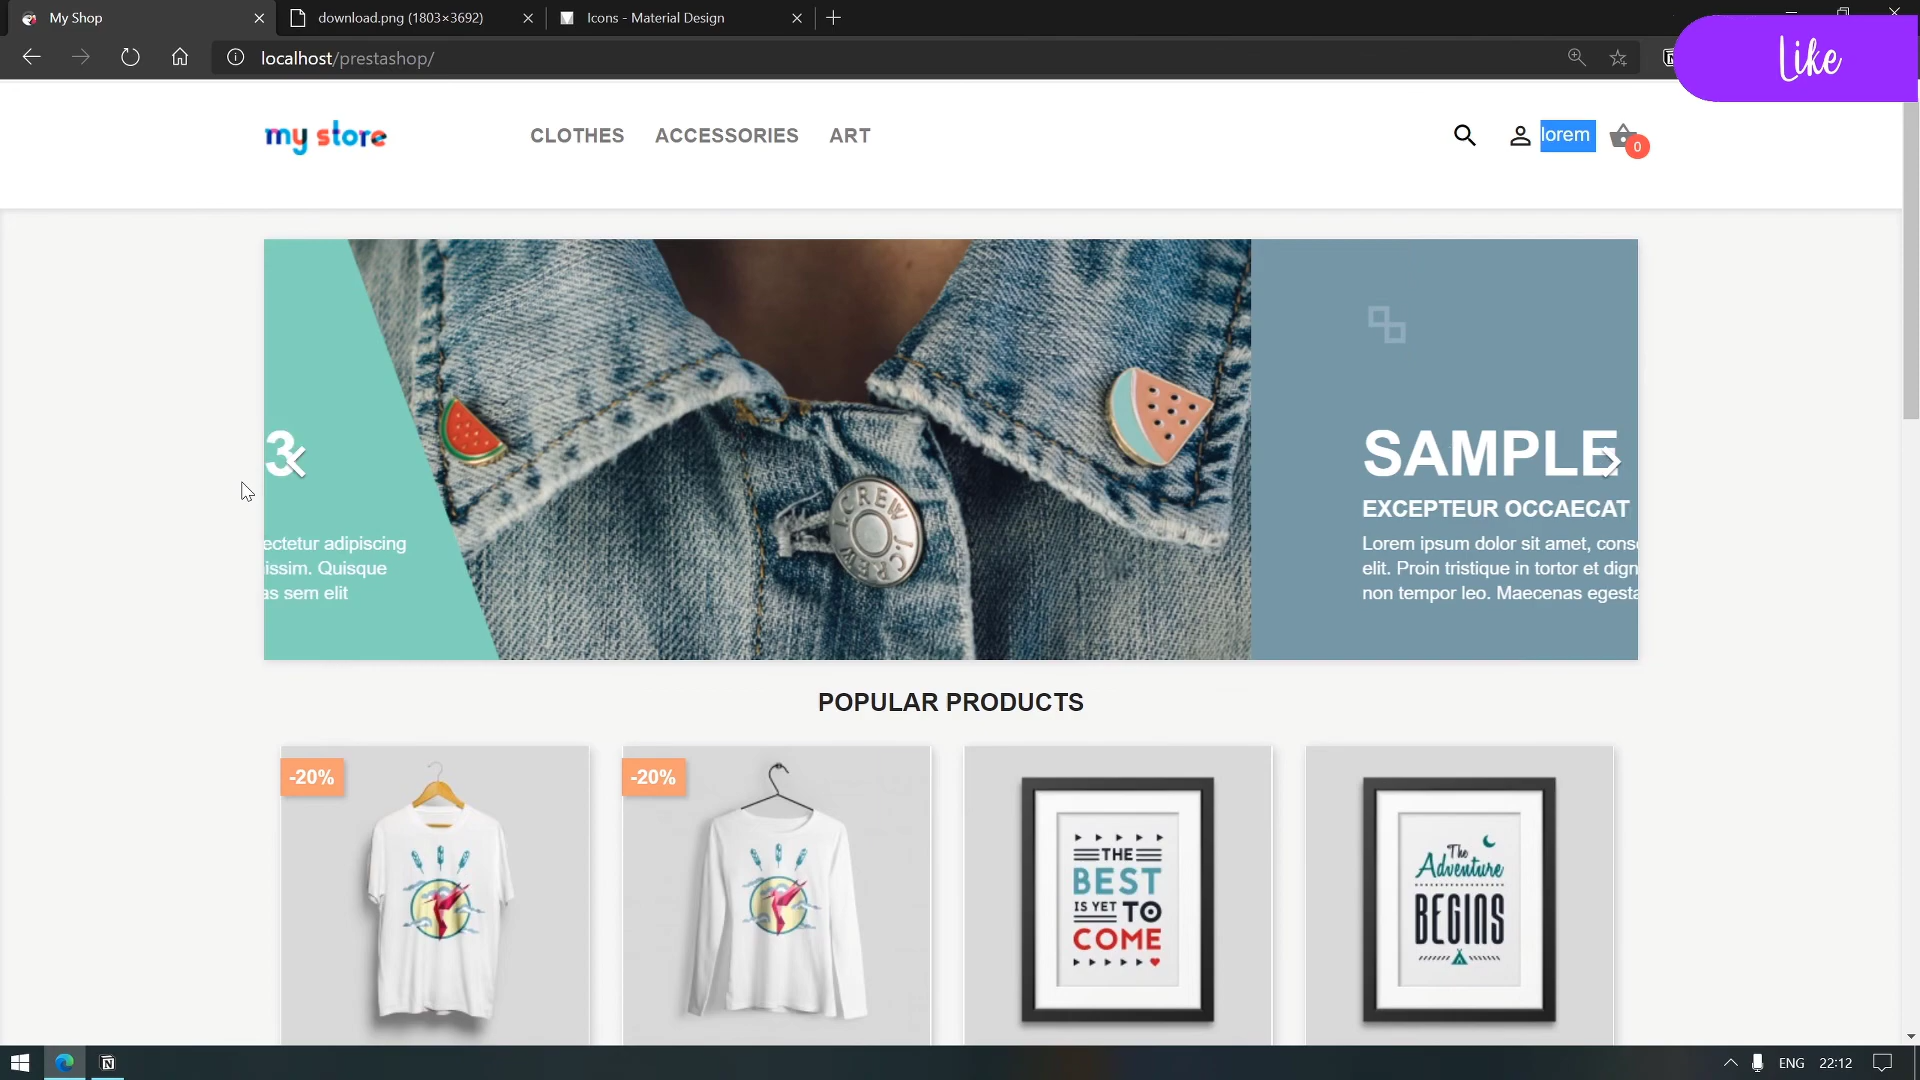 My Shop
download.png (1803×3692)
Icons - Material Design
localhost/prestashop/
Like
my store
CLOTHES
ACCESSORIES
ART
lorem
0
3
ectetur adipiscing
issim. Quisque
as sem elit
J.CREW J.CREW
SAMPLE
EXCEPTEUR OCCAECAT
Lorem ipsum dolor sit amet, cons
elit. Proin tristique in tortor et dign
non tempor leo. Maecenas egesta
POPULAR PRODUCTS
-20%
-20%
THE
BEST
IS YET TO
COME
The
Adventure
BEGINS
ENG
22:12